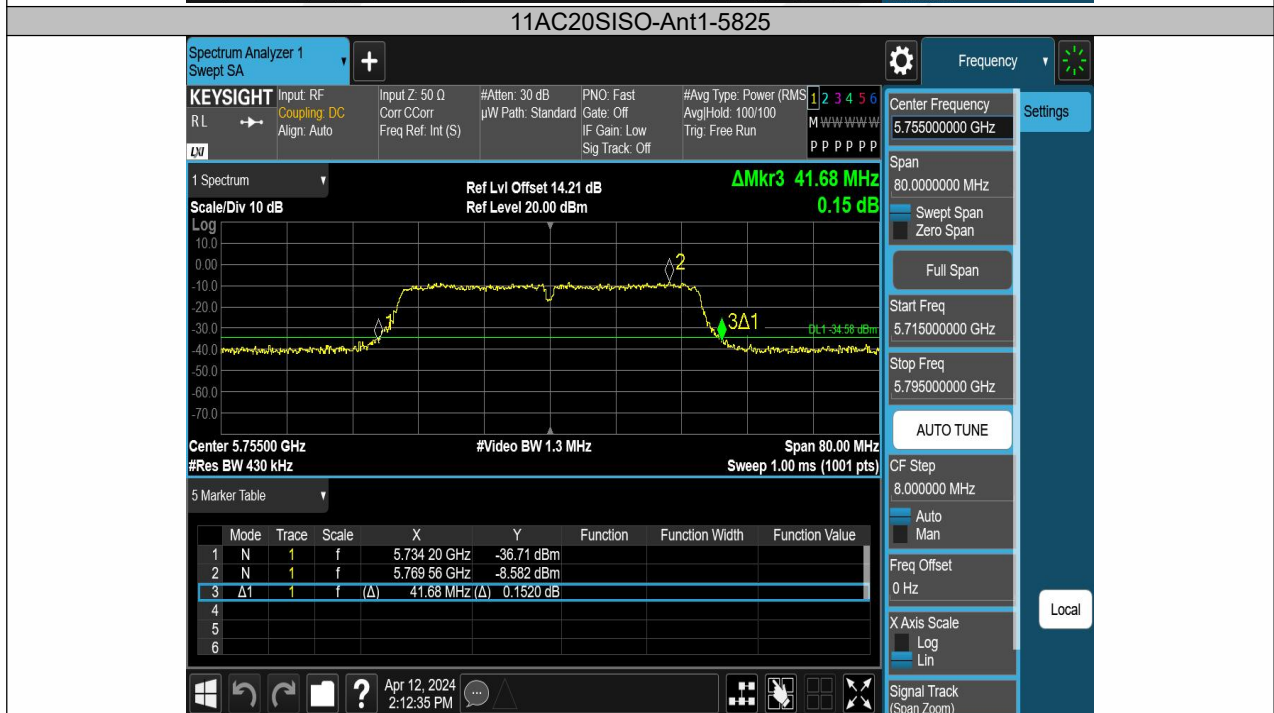 11AC20SISO-Ant1-5825
Spectrum Analyzer 1
Swept SA
Frequency
KEYSIGHT
RL
LXI
Input: RF
Coupling: DC
Align: Auto
Input Z: 50 Ω
Corr CCorr
Freq Ref: Int (S)
#Atten: 30 dB
µW Path: Standard
PNO: Fast
Gate: Off
IF Gain: Low
Sig Track: Off
#Avg Type: Power (RMS
Avg|Hold: 100/100
Trig: Free Run
1 2 3 4 5 6
M W W W W W
P P P P P P
1 Spectrum
Scale/Div 10 dB
Ref Lvl Offset 14.21 dB
Ref Level 20.00 dBm
ΔMkr3 41.68 MHz
0.15 dB
Log
10.0
0.00
-10.0
-20.0
-30.0
-40.0
-50.0
-60.0
-70.0
1
2
3Δ1
DL1 -34.58 dBm
Center 5.75500 GHz
#Video BW 1.3 MHz
Span 80.00 MHz
#Res BW 430 kHz
Sweep 1.00 ms (1001 pts)
5 Marker Table
Mode Trace Scale X Y Function Function Width Function Value
1 N 1 f 5.734 20 GHz -36.71 dBm
2 N 1 f 5.769 56 GHz -8.582 dBm
3 Δ1 1 f (Δ) 41.68 MHz (Δ) 0.1520 dB
4
5
6
Apr 12, 2024
2:12:35 PM
Center Frequency
5.755000000 GHz
Span
80.0000000 MHz
Swept Span
Zero Span
Full Span
Start Freq
5.715000000 GHz
Stop Freq
5.795000000 GHz
AUTO TUNE
CF Step
8.000000 MHz
Auto
Man
Freq Offset
0 Hz
X Axis Scale
Log
Lin
Signal Track
(Span Zoom)
Settings
Local